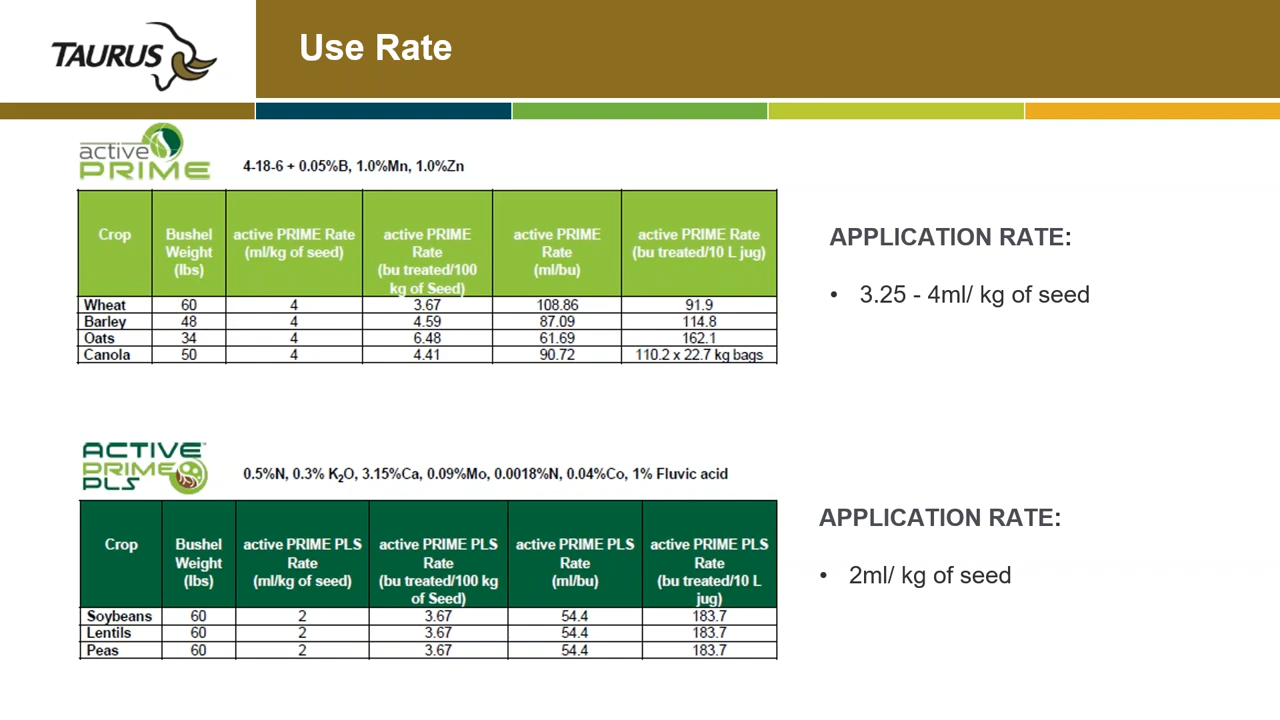 TAURUS
Use Rate
active
PRIME
4-18-6 + 0.05%B, 1.0%Mn, 1.0%Zn
Crop | Bushel Weight (lbs) | active PRIME Rate (ml/kg of seed) | active PRIME Rate (bu treated/100 kg of Seed) | active PRIME Rate (ml/bu) | active PRIME Rate (bu treated/10 L jug)
Wheat | 60 | 4 | 3.67 | 108.86 | 91.9
Barley | 48 | 4 | 4.59 | 87.09 | 114.8
Oats | 34 | 4 | 6.48 | 61.69 | 162.1
Canola | 50 | 4 | 4.41 | 90.72 | 110.2 x 22.7 kg bags
APPLICATION RATE:
• 3.25 - 4ml/ kg of seed
ACTIVE™
PRIME
PLS
0.5%N, 0.3% K₂O, 3.15%Ca, 0.09%Mo, 0.0018%N, 0.04%Co, 1% Fluvic acid
Crop | Bushel Weight (lbs) | active PRIME PLS Rate (ml/kg of seed) | active PRIME PLS Rate (bu treated/100 kg of Seed) | active PRIME PLS Rate (ml/bu) | active PRIME PLS Rate (bu treated/10 L jug)
Soybeans | 60 | 2 | 3.67 | 54.4 | 183.7
Lentils | 60 | 2 | 3.67 | 54.4 | 183.7
Peas | 60 | 2 | 3.67 | 54.4 | 183.7
APPLICATION RATE:
• 2ml/ kg of seed